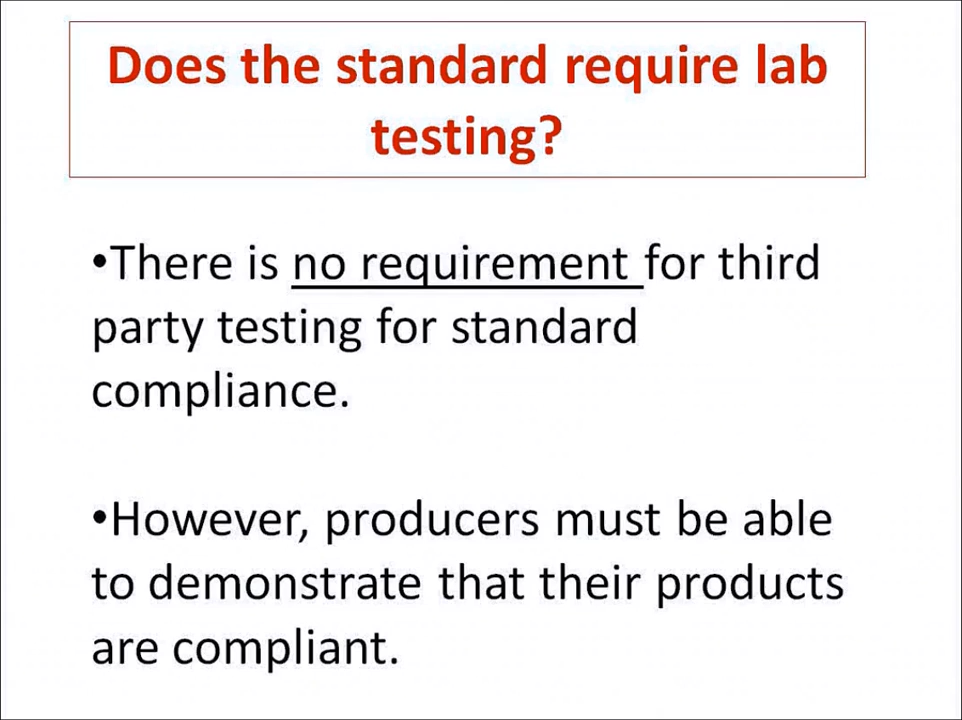 Does the standard require lab
testing?
•There is no requirement for third
party testing for standard
compliance.
•However, producers must be able
to demonstrate that their products
are compliant.